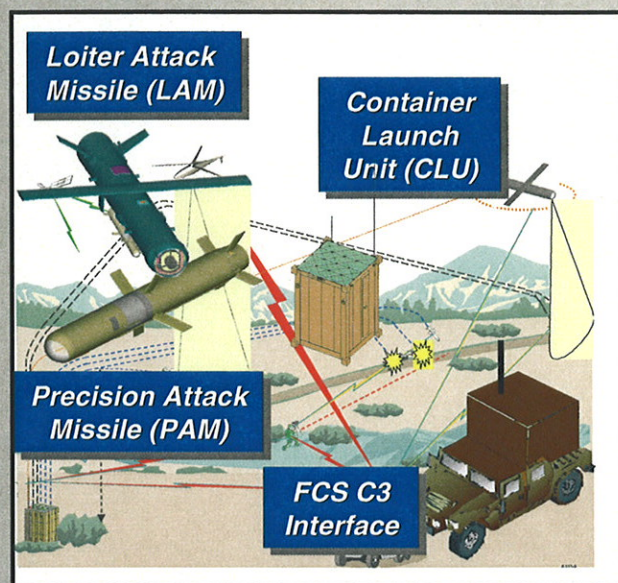 Loiter Attack
Missile (LAM)
Container
Launch
Unit (CLU)
Precision Attack
Missile (PAM)
FCS C3
Interface